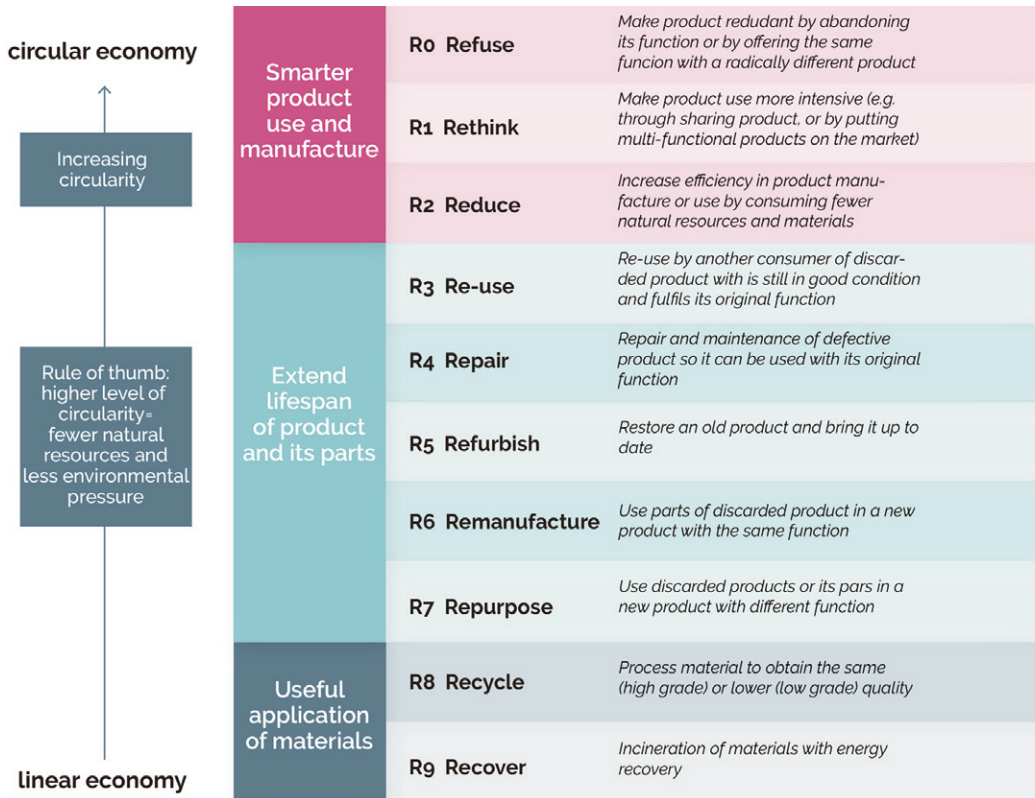 circular economy
Increasing
circularity
Rule of thumb:
higher level of
circularity=
fewer natural
resources and
less environmental
pressure
linear economy
Smarter
product
use and
manufacture
R0 Refuse
Make product redudant by abandoning
its function or by offering the same
funcion with a radically different product
R1 Rethink
Make product use more intensive (e.g.
through sharing product, or by putting
multi-functional products on the market)
R2 Reduce
Increase efficiency in product manu-
facture or use by consuming fewer
natural resources and materials
Extend
lifespan
of product
and its parts
R3 Re-use
Re-use by another consumer of discar-
ded product with is still in good condition
and fulfils its original function
R4 Repair
Repair and maintenance of defective
product so it can be used with its original
function
R5 Refurbish
Restore an old product and bring it up to
date
R6 Remanufacture
Use parts of discarded product in a new
product with the same function
R7 Repurpose
Use discarded products or its pars in a
new product with different function
Useful
application
of materials
R8 Recycle
Process material to obtain the same
(high grade) or lower (low grade) quality
R9 Recover
Incineration of materials with energy
recovery